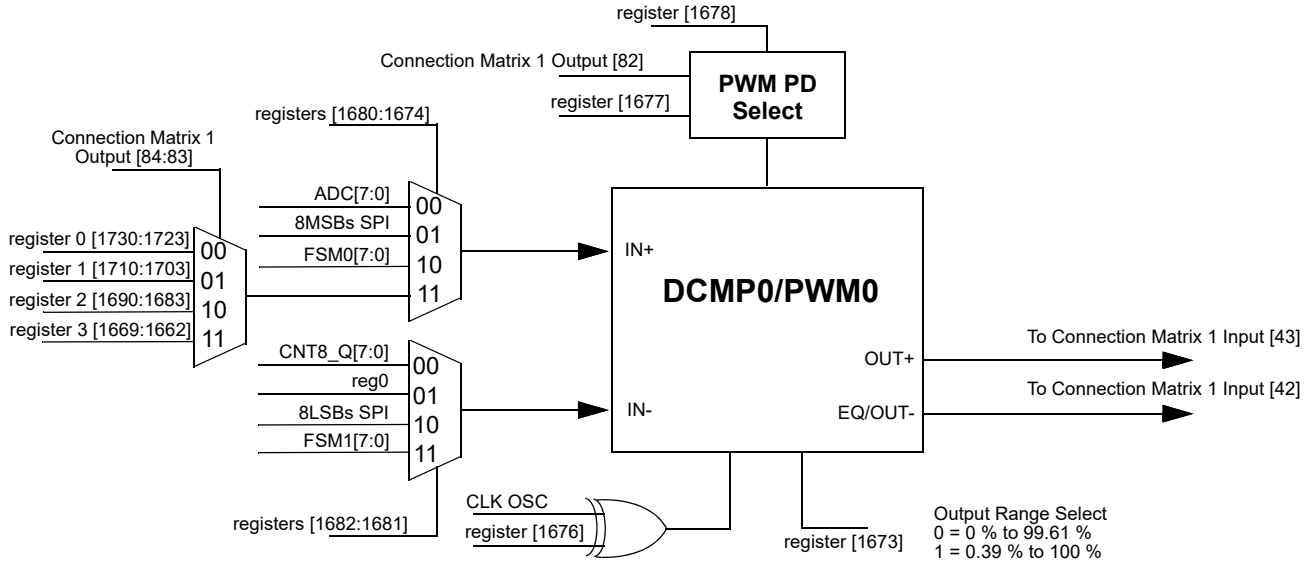 register [1678]
Connection Matrix 1 Output [82]
PWM PD
Select
register [1677]
registers [1680:1674]
Connection Matrix 1
Output [84:83]
ADC[7:0]
00
8MSBs SPI
01
FSM0[7:0]
10
11
register 0 [1730:1723]
00
register 1 [1710:1703]
01
register 2 [1690:1683]
10
register 3 [1669:1662]
11
IN+
DCMP0/PWM0
CNT8_Q[7:0]
00
reg0
01
8LSBs SPI
10
FSM1[7:0]
11
IN-
OUT+
To Connection Matrix 1 Input [43]
EQ/OUT-
To Connection Matrix 1 Input [42]
registers [1682:1681]
CLK OSC
register [1676]
register [1673]
Output Range Select
0 = 0 % to 99.61 %
1 = 0.39 % to 100 %